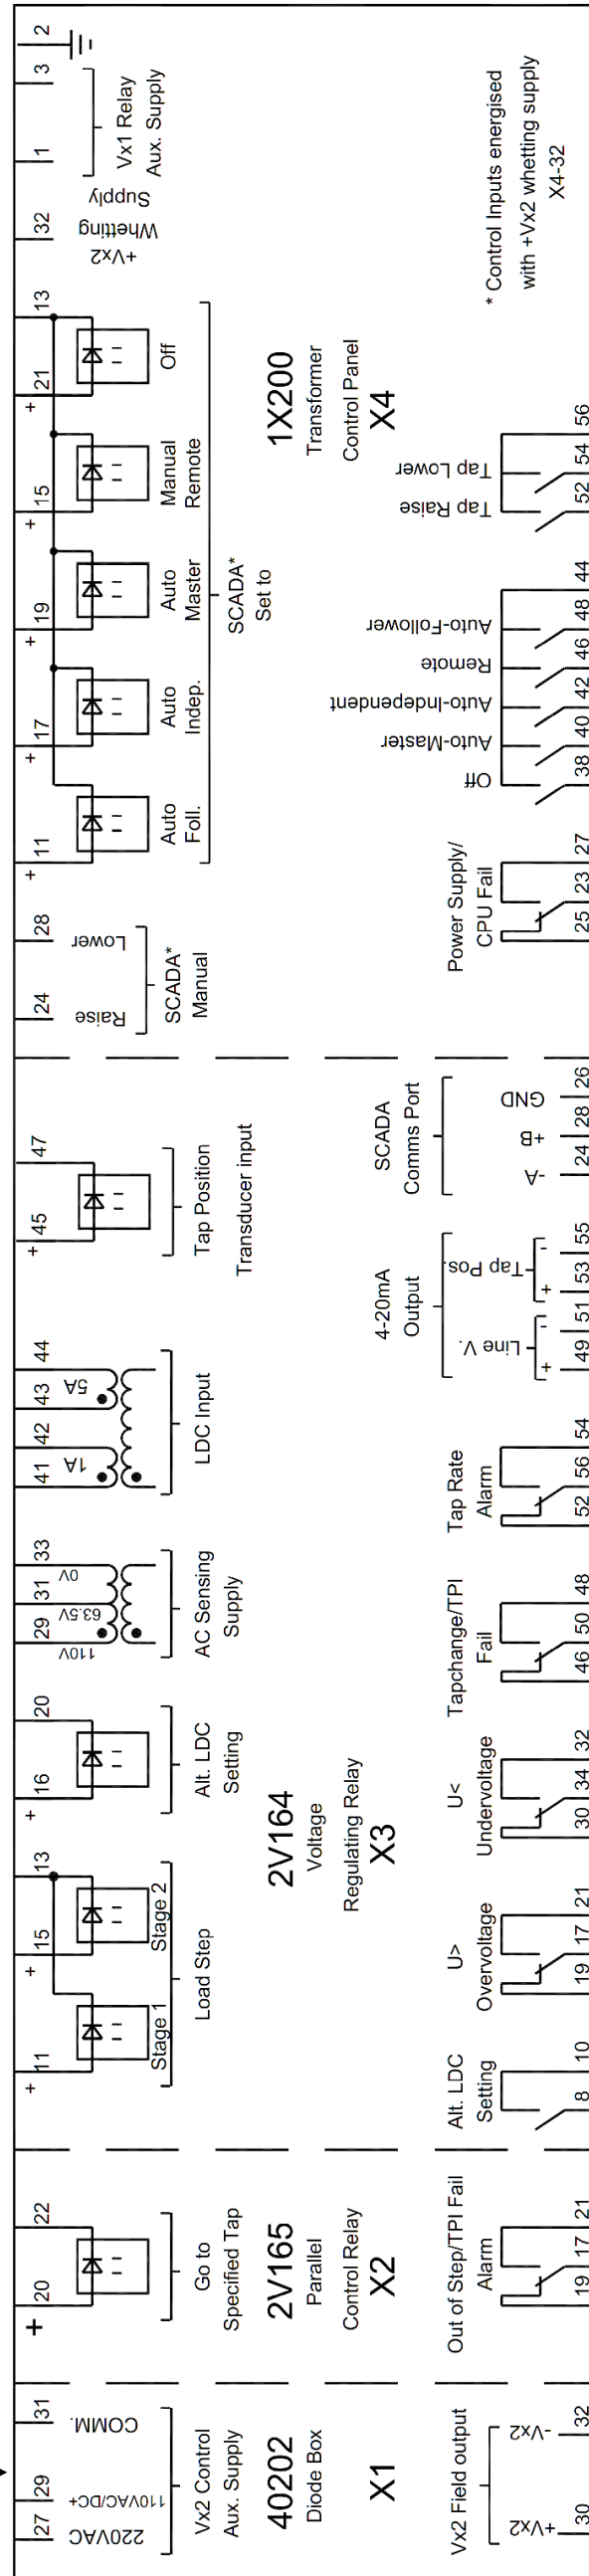 27
29
31
220VAC
110VAC/DC+
COMM.
Vx2 Control
Aux. Supply
40202
Diode Box
X1
Vx2 Field output
+Vx2
-Vx2
30
32
+
20
22
Go to
Specified Tap
2V165
Parallel
Control Relay
X2
Out of Step/TPI Fail
Alarm
19
17
21
+
11
+
15
13
Stage 1
Stage 2
Load Step
+
16
20
Alt. LDC
Setting
29
31
33
110V
63.5V
0V
AC Sensing
Supply
41
42
43
44
1A
5A
LDC Input
+
45
47
Tap Position
Transducer input
2V164
Voltage
Regulating Relay
X3
Alt. LDC
Setting
8
10
U>
Overvoltage
19
17
21
U<
Undervoltage
30
34
32
Tapchange/TPI
Fail
46
50
48
Tap Rate
Alarm
52
56
54
4-20mA
Output
Line V.
Tap Pos.
+
-
+
-
49
51
53
55
SCADA
Comms Port
-A
+B
GND
24
28
26
24
28
Raise
Lower
SCADA*
Manual
+
11
+
17
+
19
+
15
+
21
13
Auto
Foll.
Auto
Indep.
Auto
Master
Manual
Remote
Off
SCADA*
Set to
32
1
3
2
+Vx2
Whetting
Supply
Vx1 Relay
Aux. Supply
1X200
Transformer
Control Panel
X4
Power Supply/
CPU Fail
25
23
27
Off
Auto-Master
Auto-Independent
Remote
Auto-Follower
38
40
42
46
48
44
Tap Raise
Tap Lower
52
54
56
* Control Inputs energised
with +Vx2 whetting supply
X4-32